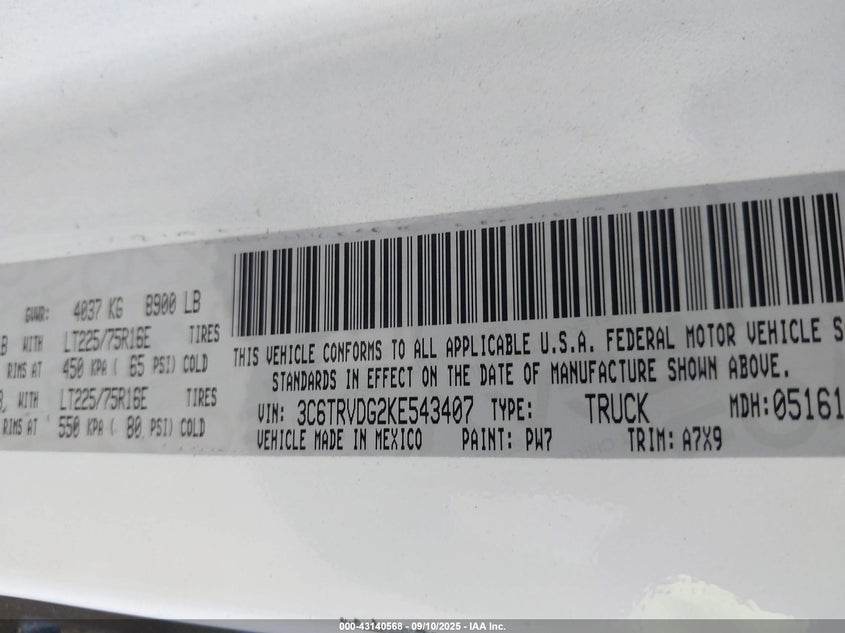 GVWR: 4037 KG 8900 LB
B WITH LT225/75R16E TIRES
RIMS AT 450 KPA ( 65 PSI) COLD
B, WITH LT225/75R16E TIRES
RIMS AT 550 KPA ( 80 PSI) COLD
THIS VEHICLE CONFORMS TO ALL APPLICABLE U.S.A. FEDERAL MOTOR VEHICLE S
STANDARDS IN EFFECT ON THE DATE OF MANUFACTURE SHOWN ABOVE.
VIN: 3C6TRVDG2KE543407 TYPE: TRUCK MDH: 05161
VEHICLE MADE IN MEXICO PAINT: PW7 TRIM: A7X9
000-43140568 - 09/10/2025 - IAA Inc.